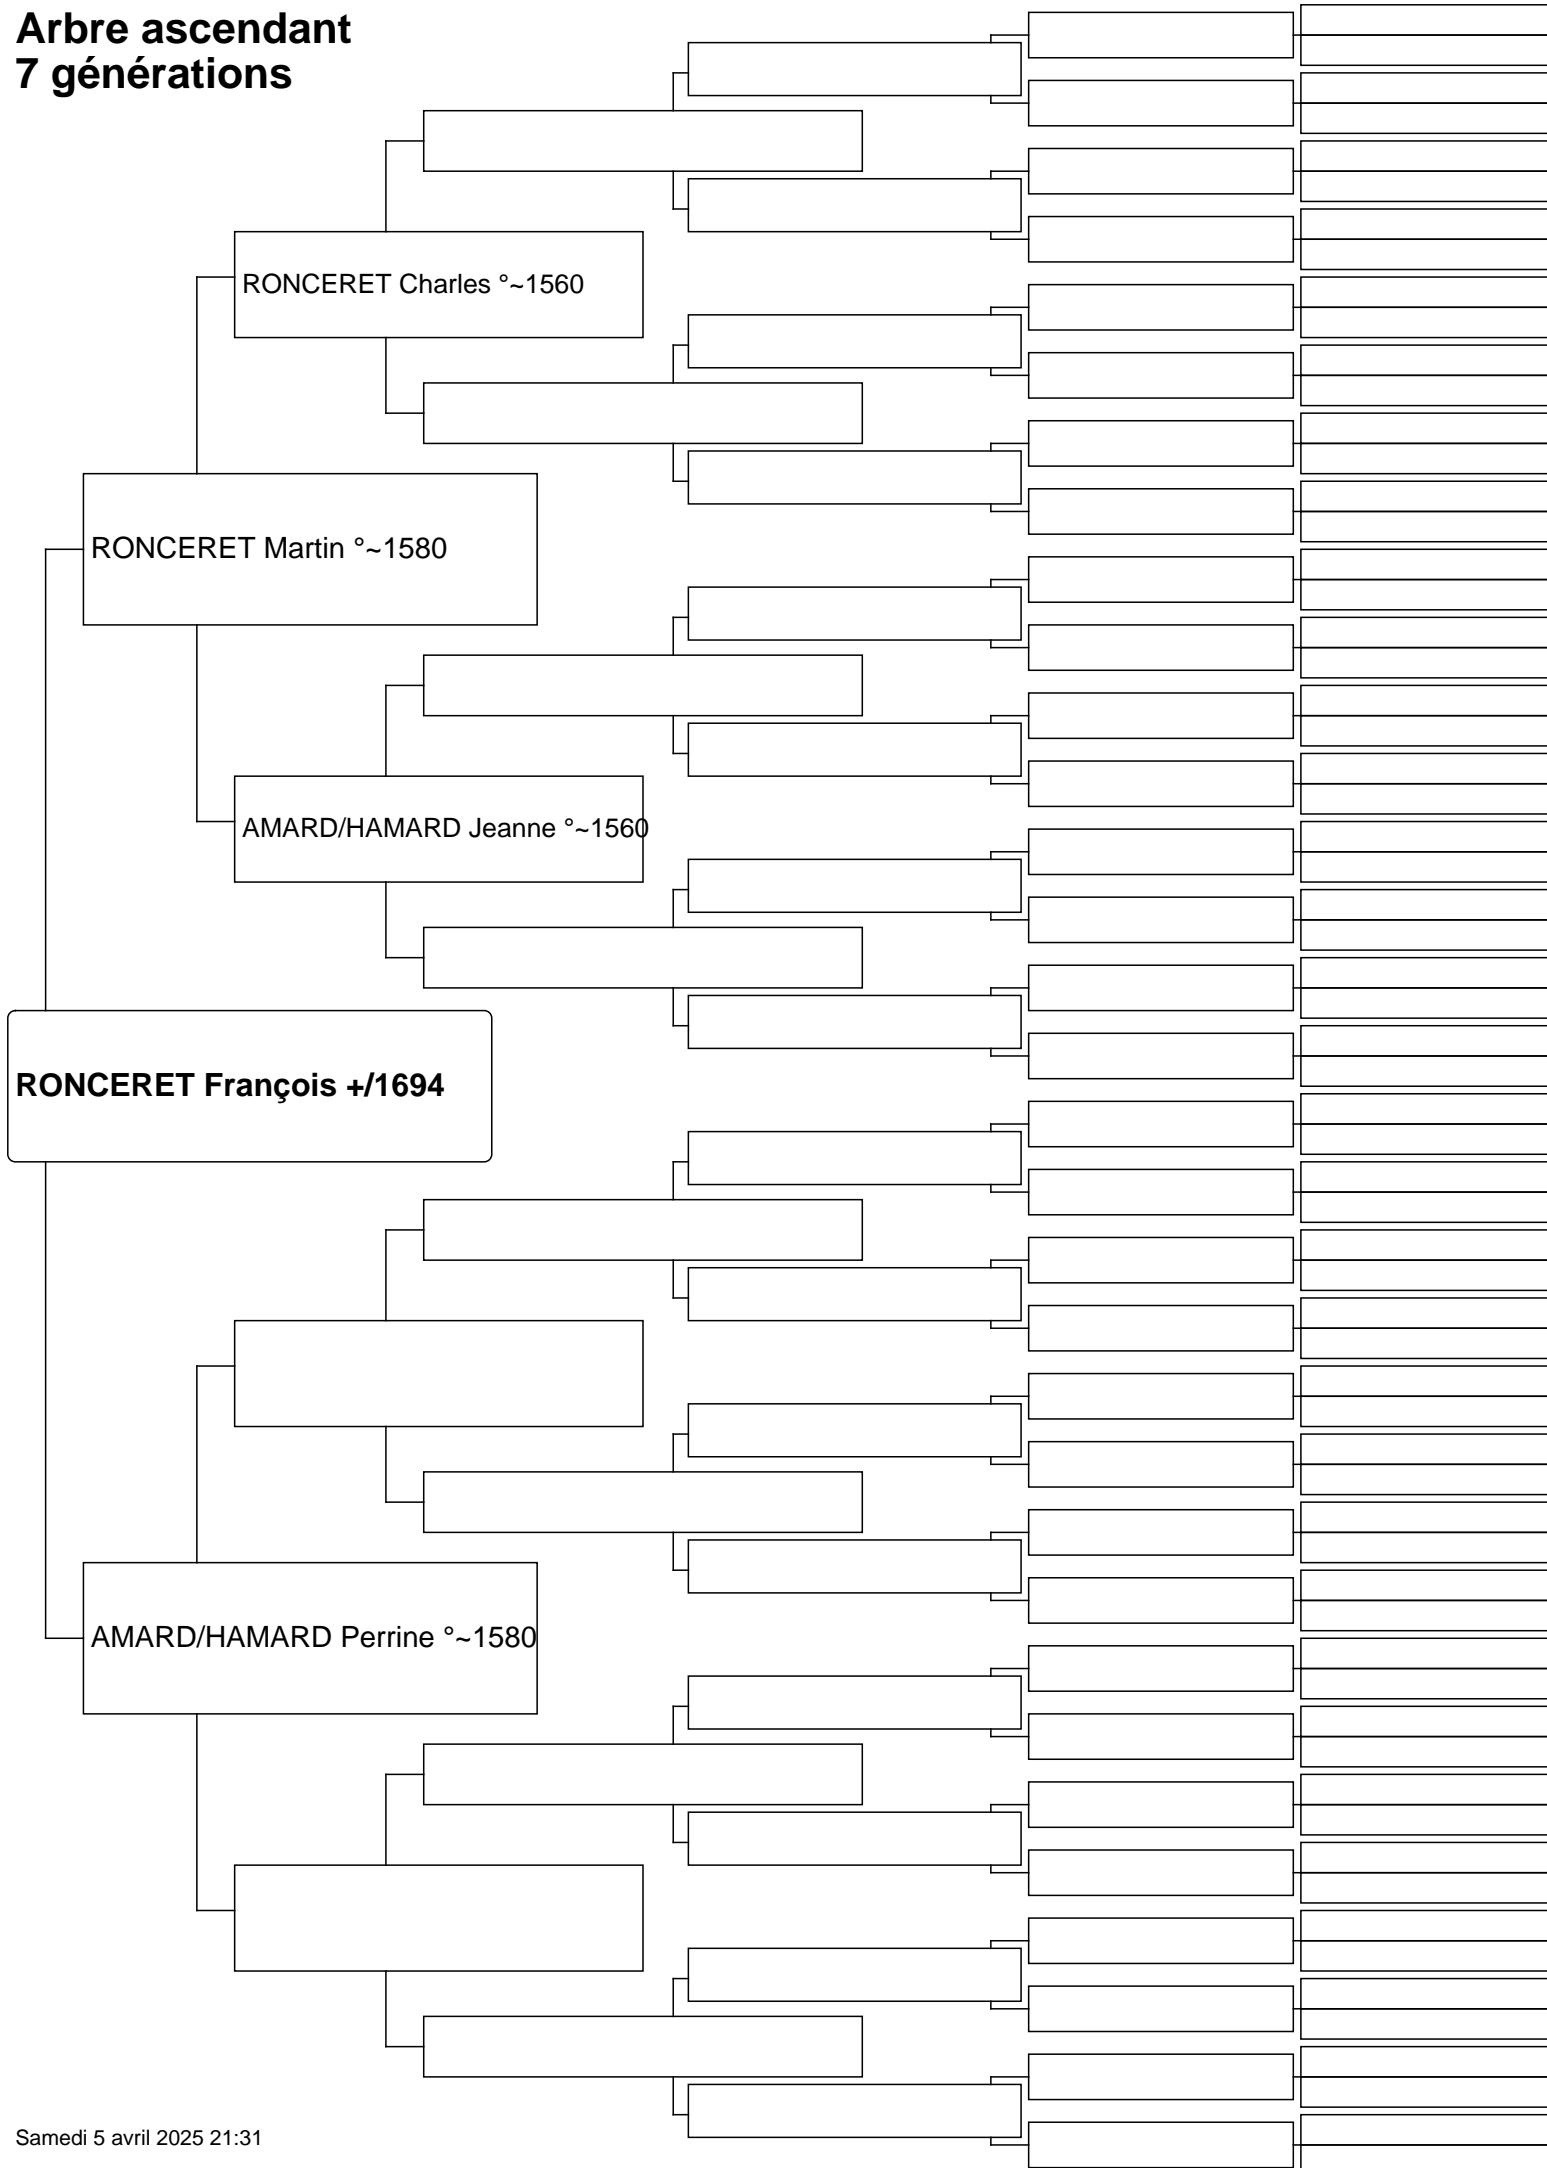 Arbre ascendant
7 générations
RONCERET Charles °~1560
RONCERET Martin °~1580
AMARD/HAMARD Jeanne °~1560
RONCERET François +/1694
AMARD/HAMARD Perrine °~1580
Samedi 5 avril 2025 21:31